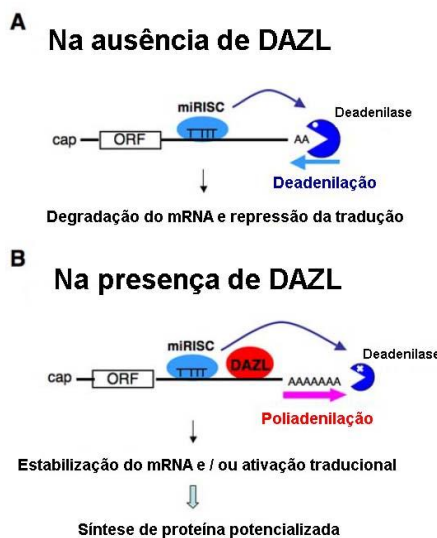 A
Na ausência de DAZL
miRISC
Deadenilase
cap
ORF
AA
Deadenilação
Degradação do mRNA e repressão da tradução
B
Na presença de DAZL
miRISC
DAZL
Deadenilase
cap
ORF
AAAAAAA
Poliadenilação
Estabilização do mRNA e / ou ativação traducional
Síntese de proteína potencializada